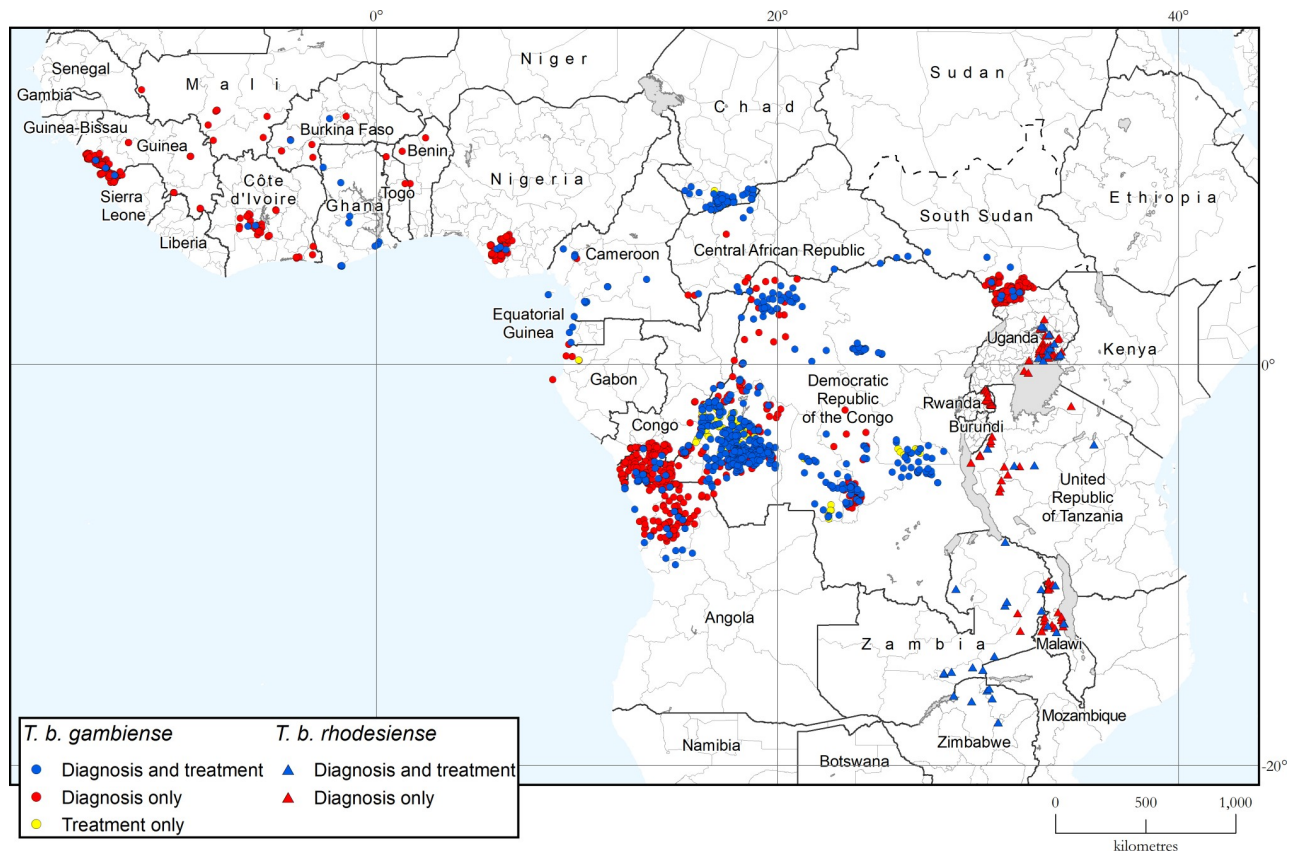 0°
20°
40°
Niger
Sudan
Senegal
Mali
Chad
Gambia
Guinea-Bissau
Burkina Faso
Guinea
Benin
Nigeria
Ethiopia
Côte
d'Ivoire
Togo
Ghana
Sierra
Leone
South Sudan
Liberia
Cameroon
Central African Republic
Equatorial
Guinea
Uganda
Kenya
0°
Gabon
Democratic
Republic
of the Congo
Rwanda
Congo
Burundi
United
Republic
of Tanzania
Angola
Zambia
Malawi
Mozambique
Namibia
Zimbabwe
Botswana
-20°
T. b. gambiense
T. b. rhodesiense
Diagnosis and treatment
Diagnosis and treatment
Diagnosis only
Diagnosis only
Treatment only
0 500 1,000
kilometres